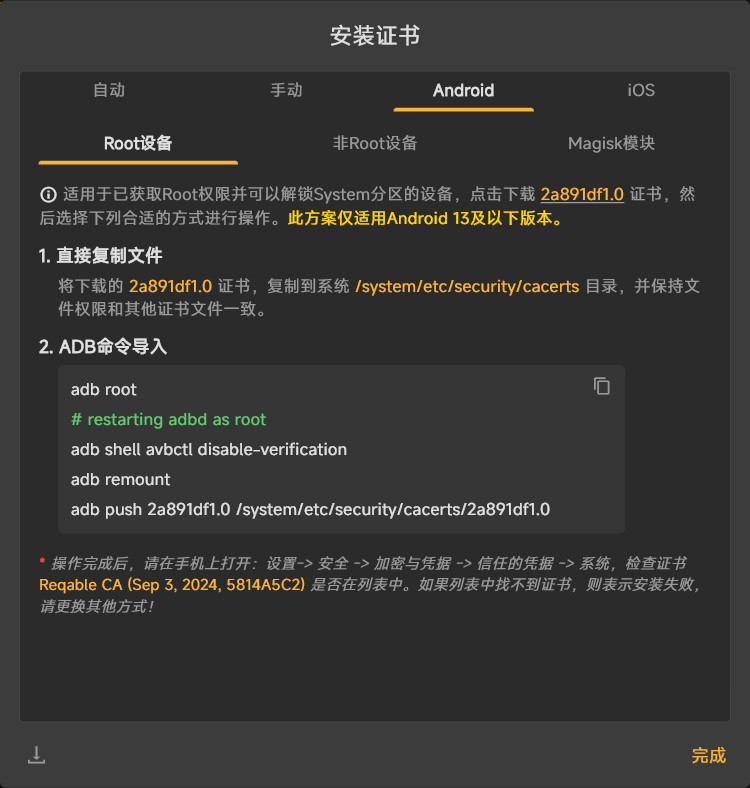 安装证书
自动 手动 Android iOS
Root设备 非Root设备 Magisk模块
适用于已获取Root权限并可以解锁System分区的设备，点击下载 2a891df1.0 证书，然
后选择下列合适的方式进行操作。此方案仅适用Android 13及以下版本。
1. 直接复制文件
将下载的 2a891df1.0 证书，复制到系统 /system/etc/security/cacerts 目录，并保持文
件权限和其他证书文件一致。
2. ADB命令导入
adb root
# restarting adbd as root
adb shell avbctl disable-verification
adb remount
adb push 2a891df1.0 /system/etc/security/cacerts/2a891df1.0
* 操作完成后，请在手机上打开：设置-> 安全 -> 加密与凭据 -> 信任的凭据 -> 系统，检查证书
Reqable CA (Sep 3, 2024, 5814A5C2) 是否在列表中。如果列表中找不到证书，则表示安装失败，
请更换其他方式！
完成